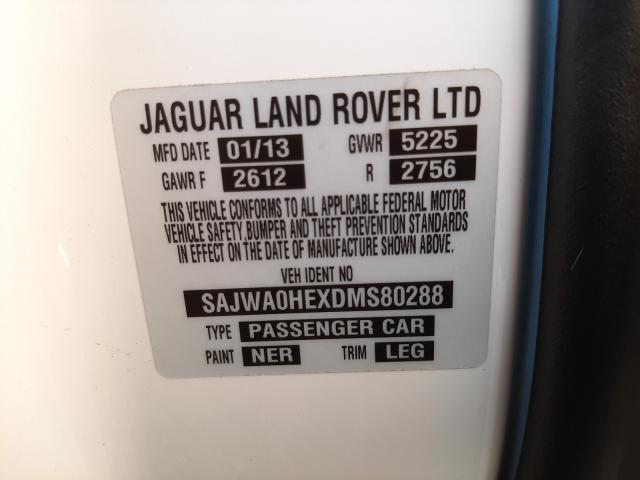 JAGUAR LAND ROVER LTD
MFD DATE 01/13 GVWR 5225
GAWR F 2612 R 2756
THIS VEHICLE CONFORMS TO ALL APPLICABLE FEDERAL MOTOR
VEHICLE SAFETY,BUMPER AND THEFT PREVENTION STANDARDS
IN EFFECT ON THE DATE OF MANUFACTURE SHOWN ABOVE.
VEH IDENT NO
SAJWA0HEXDMS80288
TYPE PASSENGER CAR
PAINT NER TRIM LEG